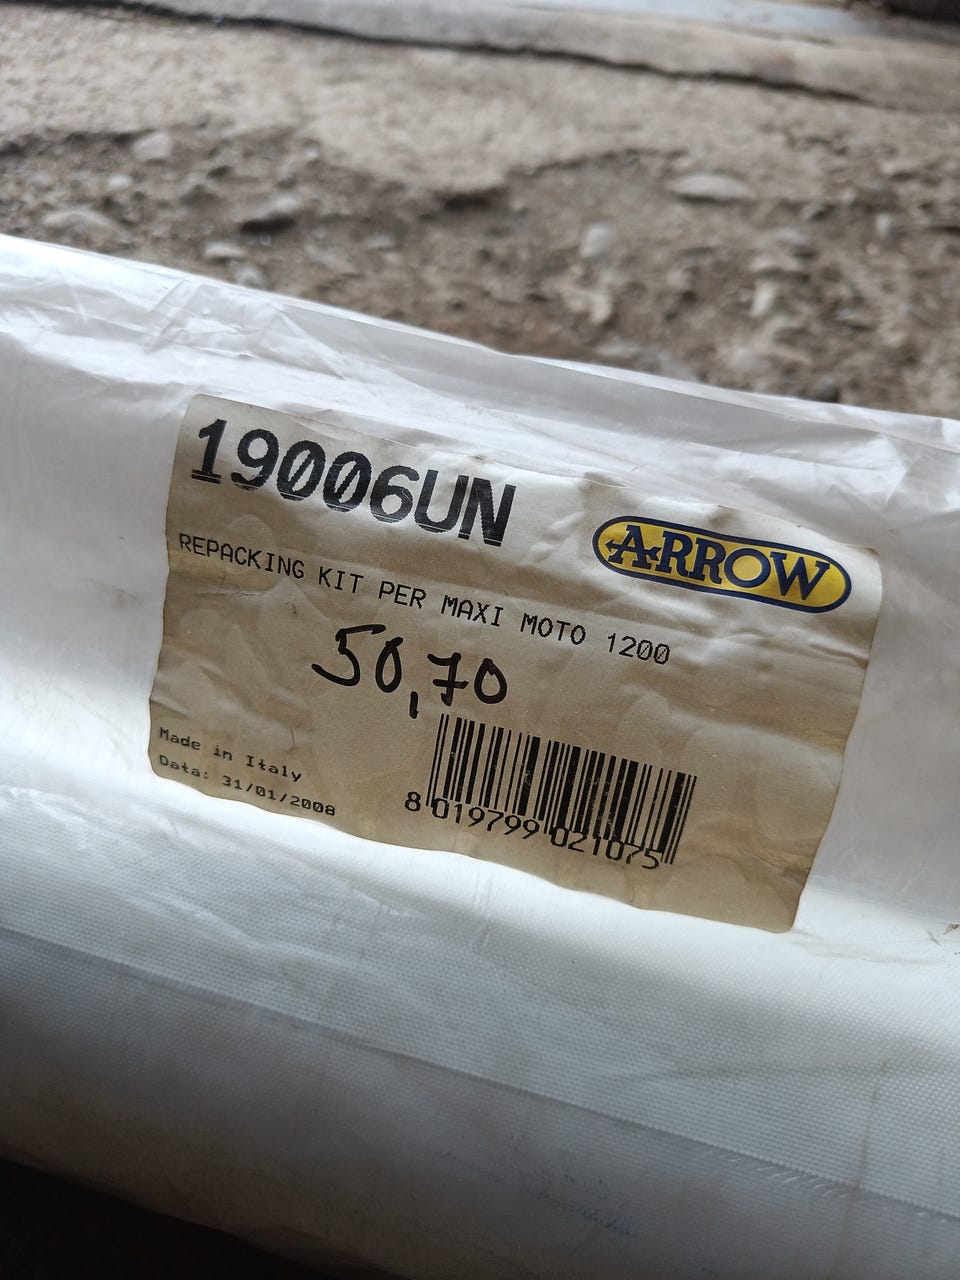 19006UN
ARROW
REPACKING KIT PER MAXI MOTO 1200
50,70
Made in Italy
Data: 31/01/2008
8 019799 021075